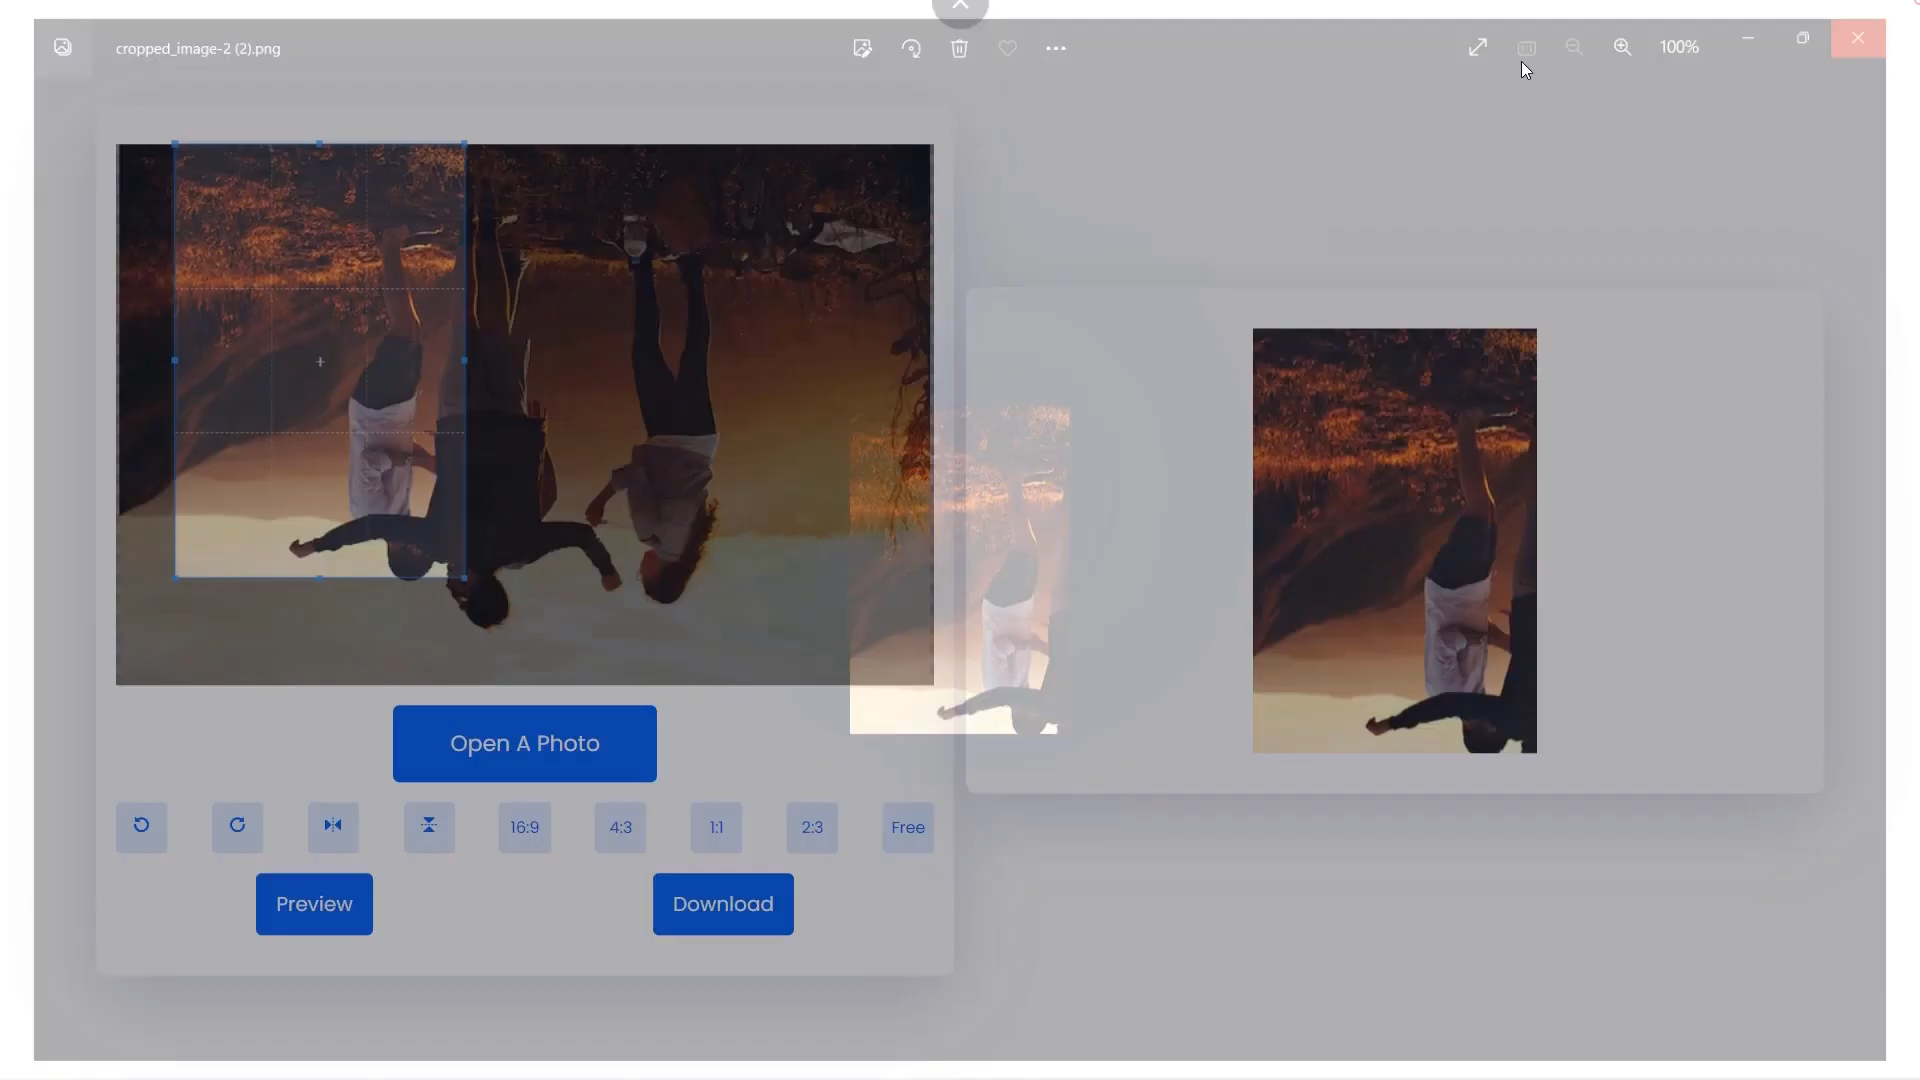 cropped_image-2 (2).png
100%
Open A Photo
16:9 4:3 1:1 2:3 Free
Preview Download